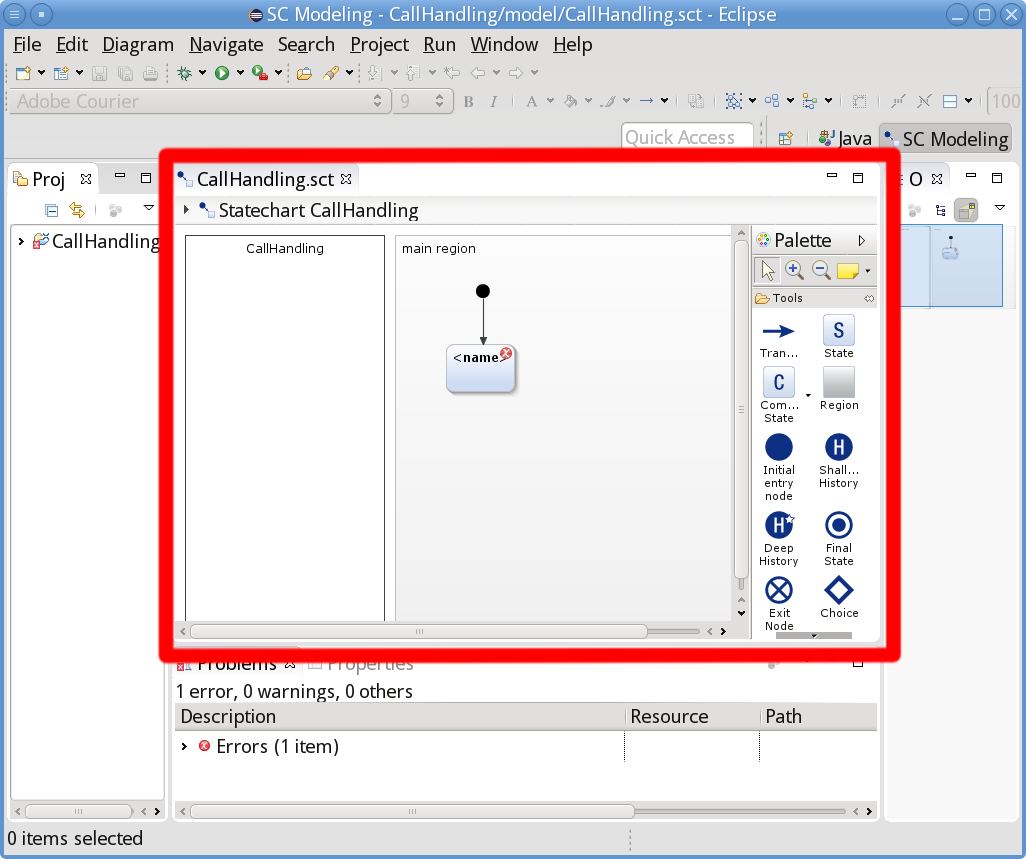 SC Modeling - CallHandling/model/CallHandling.sct - Eclipse
File Edit Diagram Navigate Search Project Run Window Help
Adobe Courier 9 B I A 100
Quick Access Java SC Modeling
Proj CallHandling.sct O
Statechart CallHandling
CallHandling
CallHandling
main region
<name>
Palette
Tools
Tran... State
S
C
Com... State
Region
Initial entry node
H
Shall... History
H
Deep History
Final State
Exit Node
Choice
Problems Properties
1 error, 0 warnings, 0 others
Description Resource Path
Errors (1 item)
0 items selected